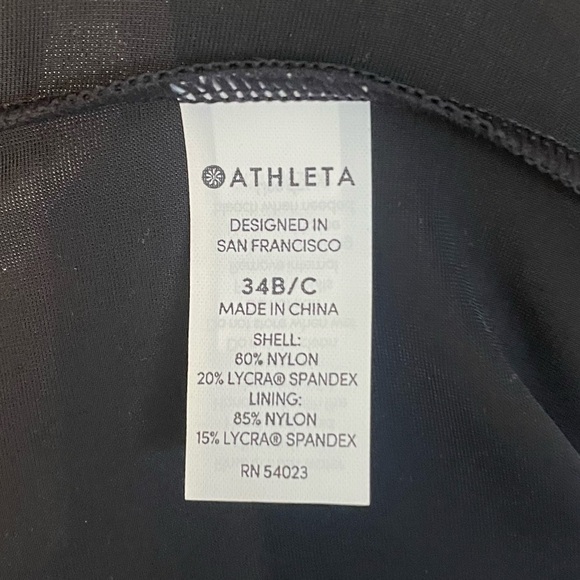 ATHLETA
DESIGNED IN
SAN FRANCISCO
34B/C
MADE IN CHINA
SHELL:
80% NYLON
20% LYCRA® SPANDEX
LINING:
85% NYLON
15% LYCRA® SPANDEX
RN 54023